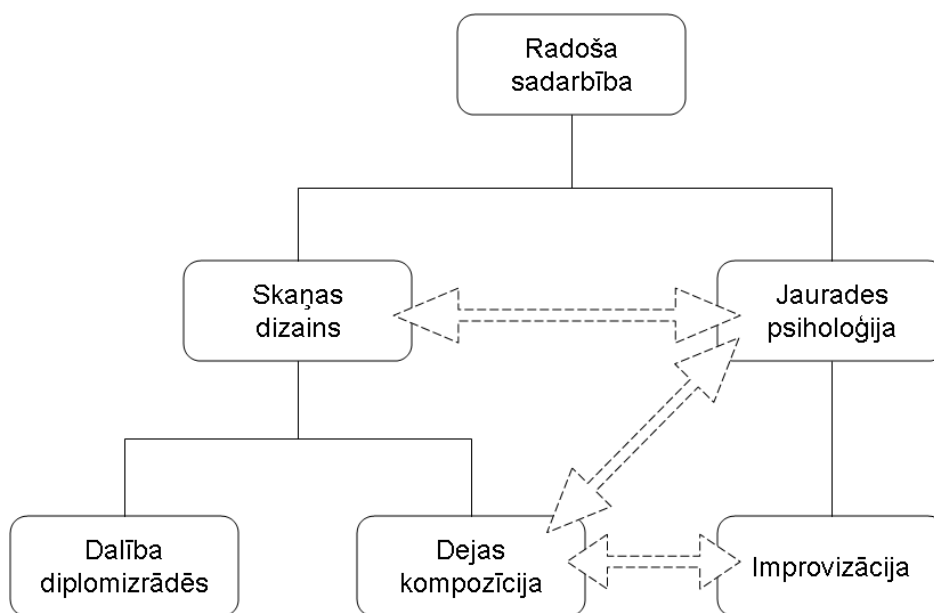 Radoša
sadarbība
Skaņas
dizains
Jaurades
psiholoģija
Dalība
diplomizrādēs
Dejas
kompozīcija
Improvizācija